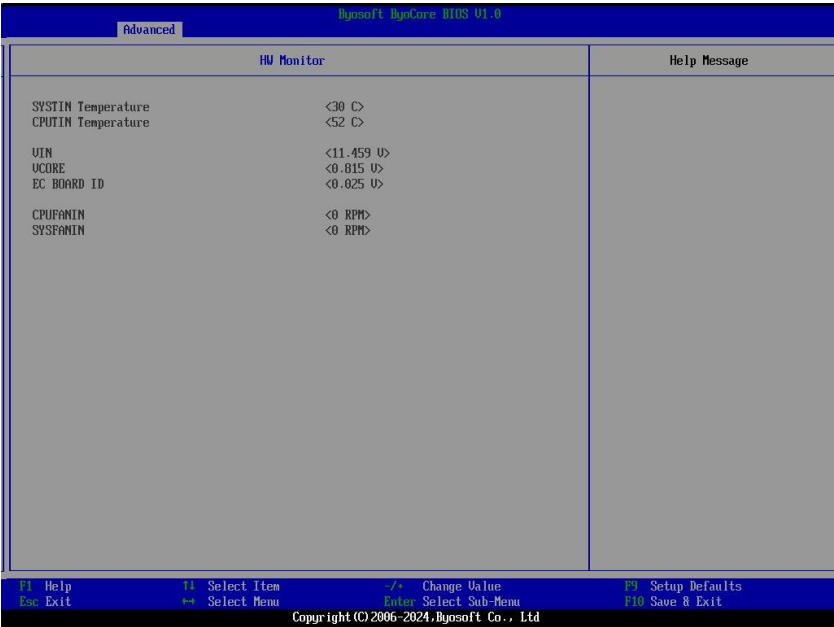 Byosoft ByoCore BIOS V1.0
Advanced
HW Monitor
Help Message
SYSTIN Temperature <30 C>
CPUTIN Temperature <52 C>
VIN <11.459 V>
VCORE <0.815 V>
EC BOARD ID <0.025 V>
CPUFANIN <0 RPM>
SYSFANIN <0 RPM>
F1 Help ↑↓ Select Item -/+ Change Value F9 Setup Defaults
Esc Exit ↔ Select Menu Enter Select Sub-Menu F10 Save & Exit
Copyright(C)2006-2024,Byosoft Co., Ltd